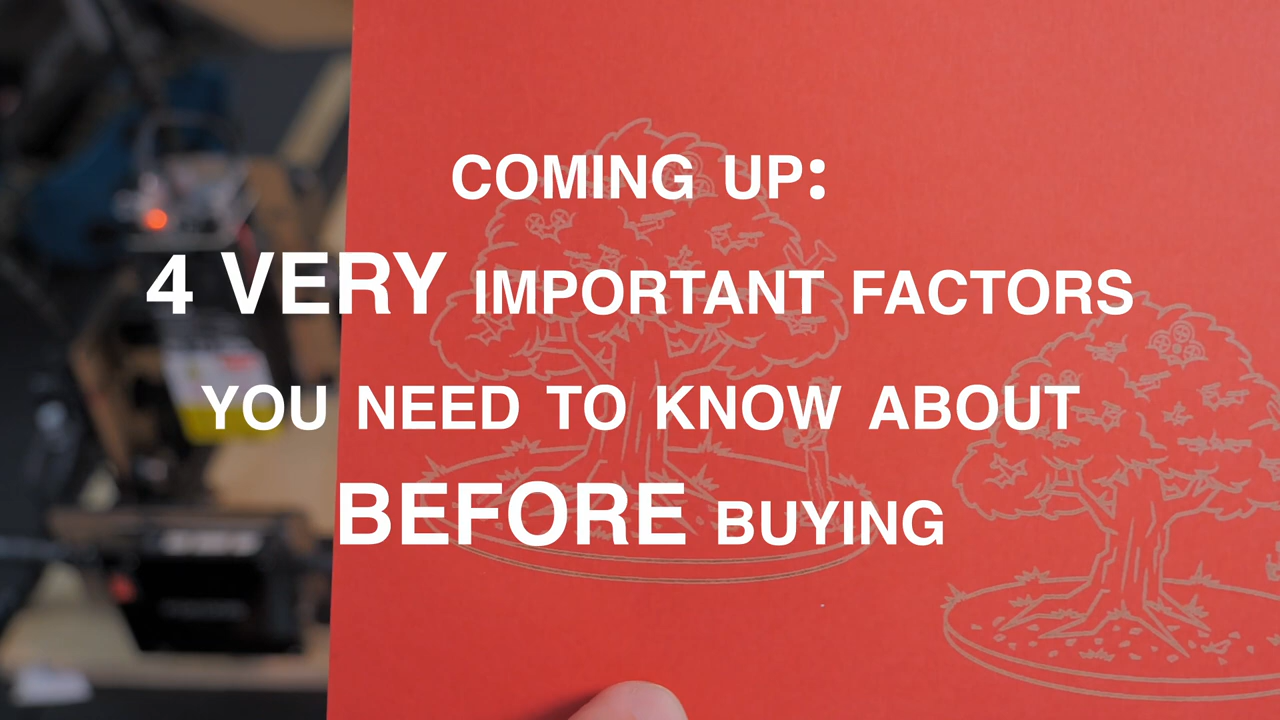 COMING UP:
4 VERY IMPORTANT FACTORS
YOU NEED TO KNOW ABOUT
BEFORE BUYING